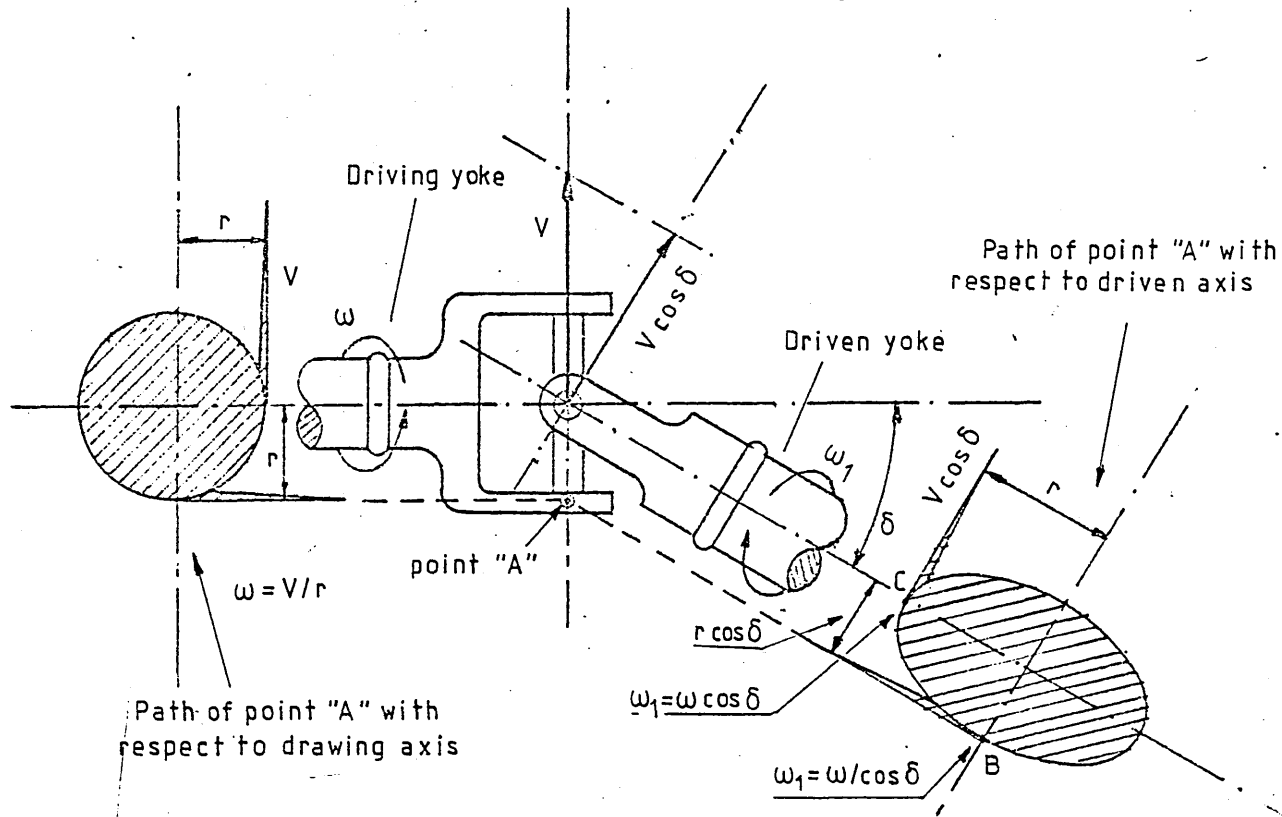 Driving yoke
r
V
V
Path of point "A" with
respect to driven axis
V cos δ
ω
Driven yoke
r
ω₁
V cos δ
r
δ
point "A"
C
ω = V/r
r cos δ
Path of point "A" with
respect to drawing axis
ω₁=ω cos δ
B
ω₁= ω/cos δ